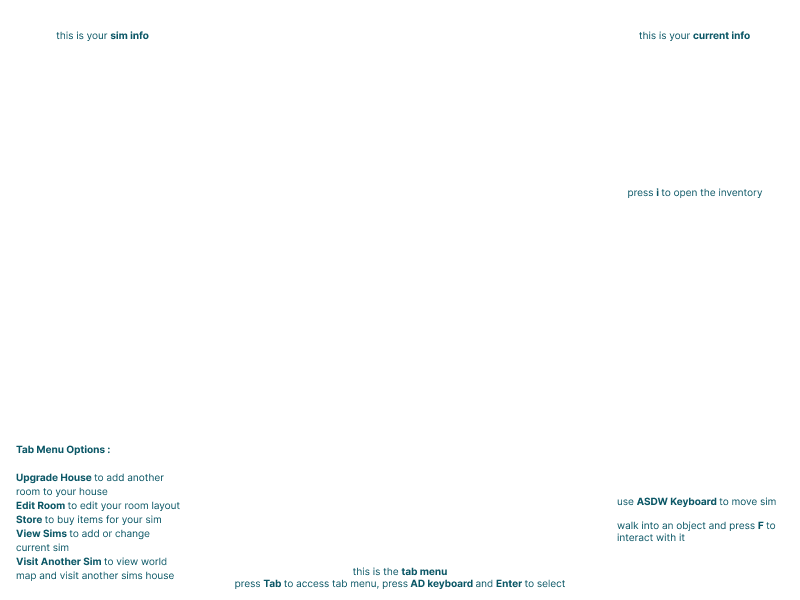 this is your sim info
this is your current info
press i to open the inventory
Tab Menu Options :
Upgrade House to add another
room to your house
Edit Room to edit your room layout
Store to buy items for your sim
View Sims to add or change
current sim
Visit Another Sim to view world
map and visit another sims house
use ASDW Keyboard to move sim
walk into an object and press F to
interact with it
this is the tab menu
press Tab to access tab menu, press AD keyboard and Enter to select